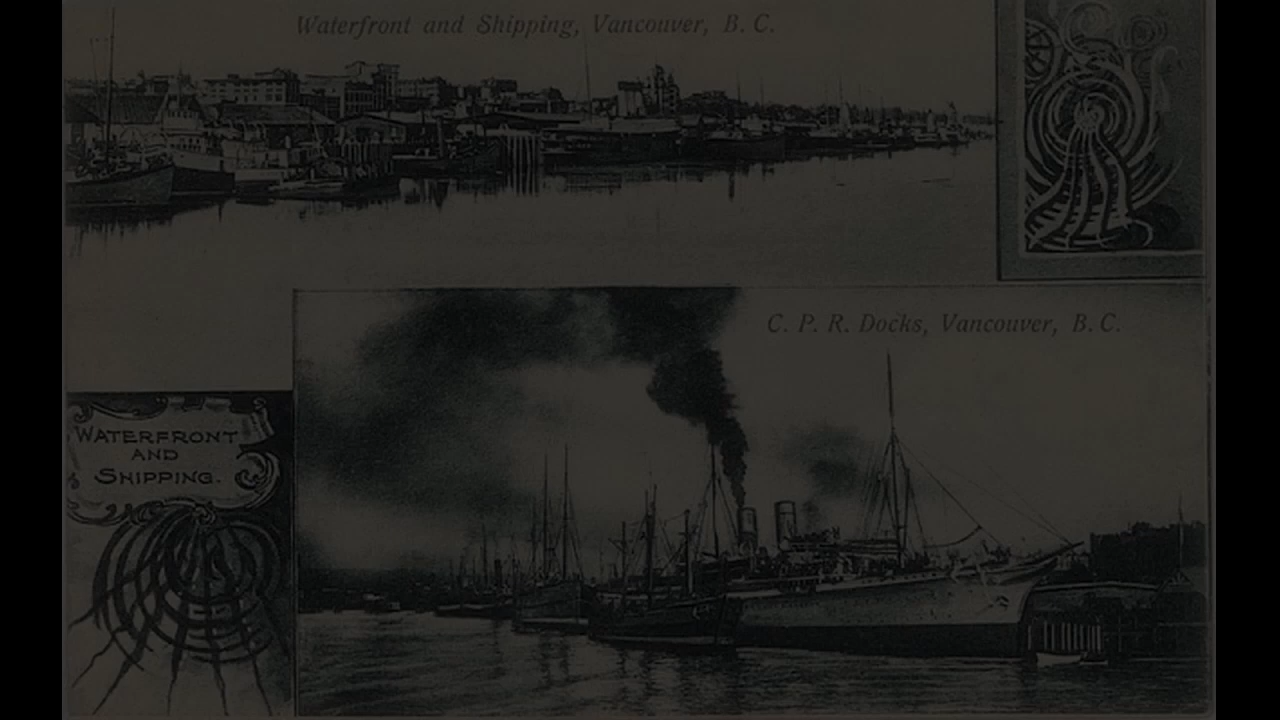 Waterfront and Shipping, Vancouver, B. C.
C. P. R. Docks, Vancouver, B. C.
WATERFRONT
AND
SHIPPING.